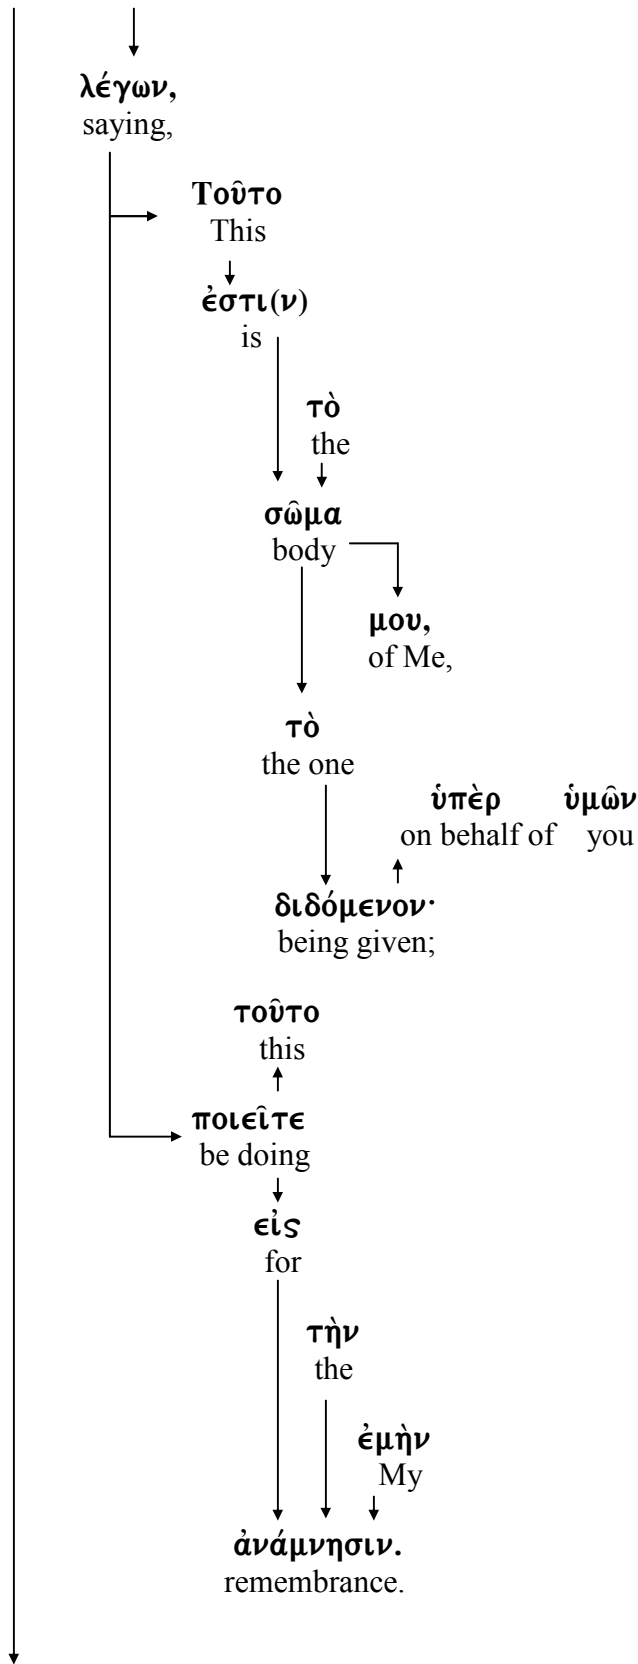 λέγων,
saying,
Τοῦτο
This
ἐστι(ν)
is
τὸ
the
σῶμα
body
μου,
of Me,
τὸ
the one
ὑπὲρ ὑμῶν
on behalf of you
διδόμενον·
being given;
τοῦτο
this
ποιεῖτε
be doing
εἰς
for
τὴν
the
ἐμὴν
My
ἀνάμνησιν.
remembrance.